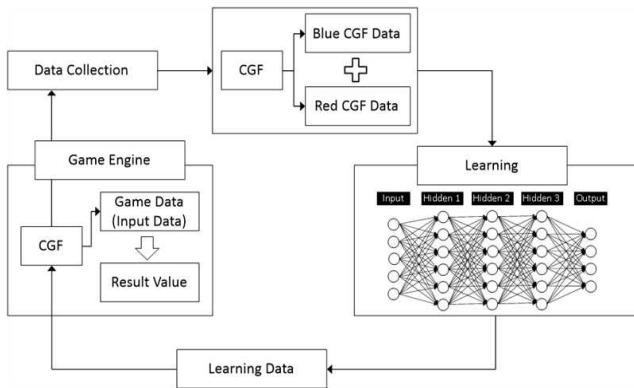 Data Collection
CGF
Blue CGF Data
Red CGF Data
Game Engine
CGF
Game Data
(Input Data)
Result Value
Learning
Input Hidden 1 Hidden 2 Hidden 3 Output
Learning Data